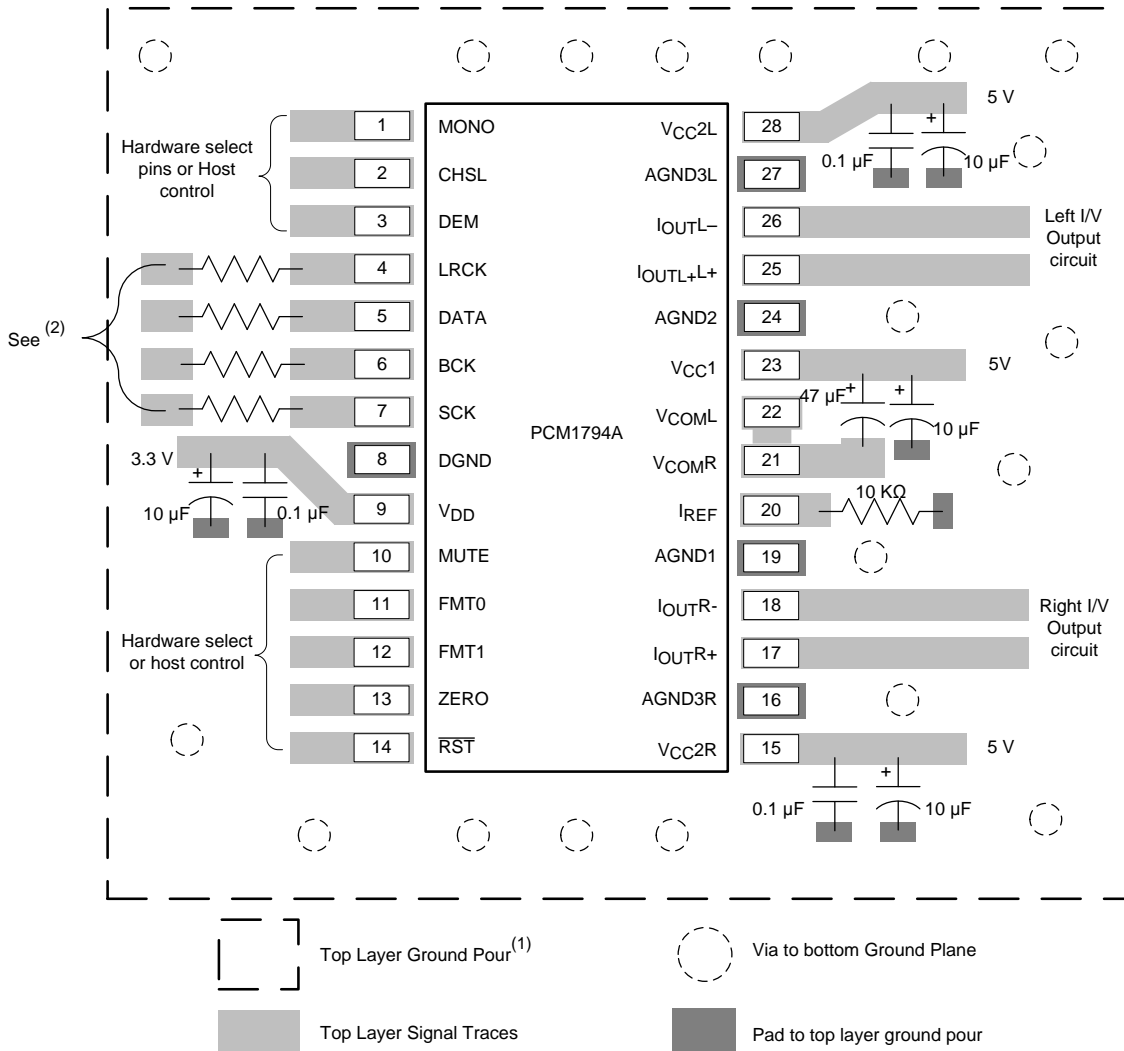 5 V
1 MONO
VCC2L 28
Hardware select
pins or Host
control
+
0.1 µF
10 µF
2 CHSL
AGND3L 27
3 DEM
IOUTL– 26
Left I/V
Output
circuit
4 LRCK
IOUTL+L+ 25
5 DATA
AGND2 24
See (2)
6 BCK
VCC1 23
5V
7 SCK
VCOML 22
47 µF
+
+
10 µF
PCM1794A
3.3 V
8 DGND
VCOMR 21
+
10 µF
0.1 µF
9 VDD
IREF 20
10 KΩ
10 MUTE
AGND1 19
11 FMT0
IOUTR- 18
Right I/V
Output
circuit
Hardware select
or host control
12 FMT1
IOUTR+ 17
13 ZERO
AGND3R 16
14 RST
VCC2R 15
5 V
+
0.1 µF
10 µF
Top Layer Ground Pour(1)
Via to bottom Ground Plane
Top Layer Signal Traces
Pad to top layer ground pour